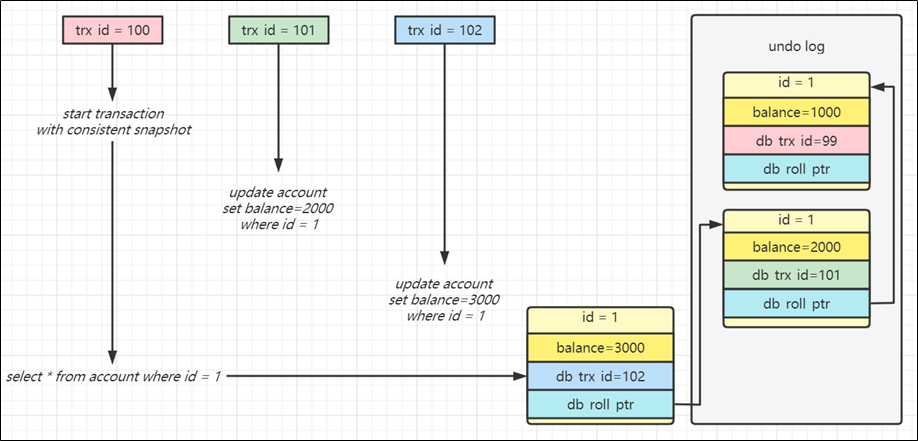 trx id = 100
trx id = 101
trx id = 102
start transaction
with consistent snapshot
update account
set balance=2000
where id = 1
update account
set balance=3000
where id = 1
select * from account where id = 1
id = 1
balance=3000
db trx id=102
db roll ptr
undo log
id = 1
balance=1000
db trx id=99
db roll ptr
id = 1
balance=2000
db trx id=101
db roll ptr